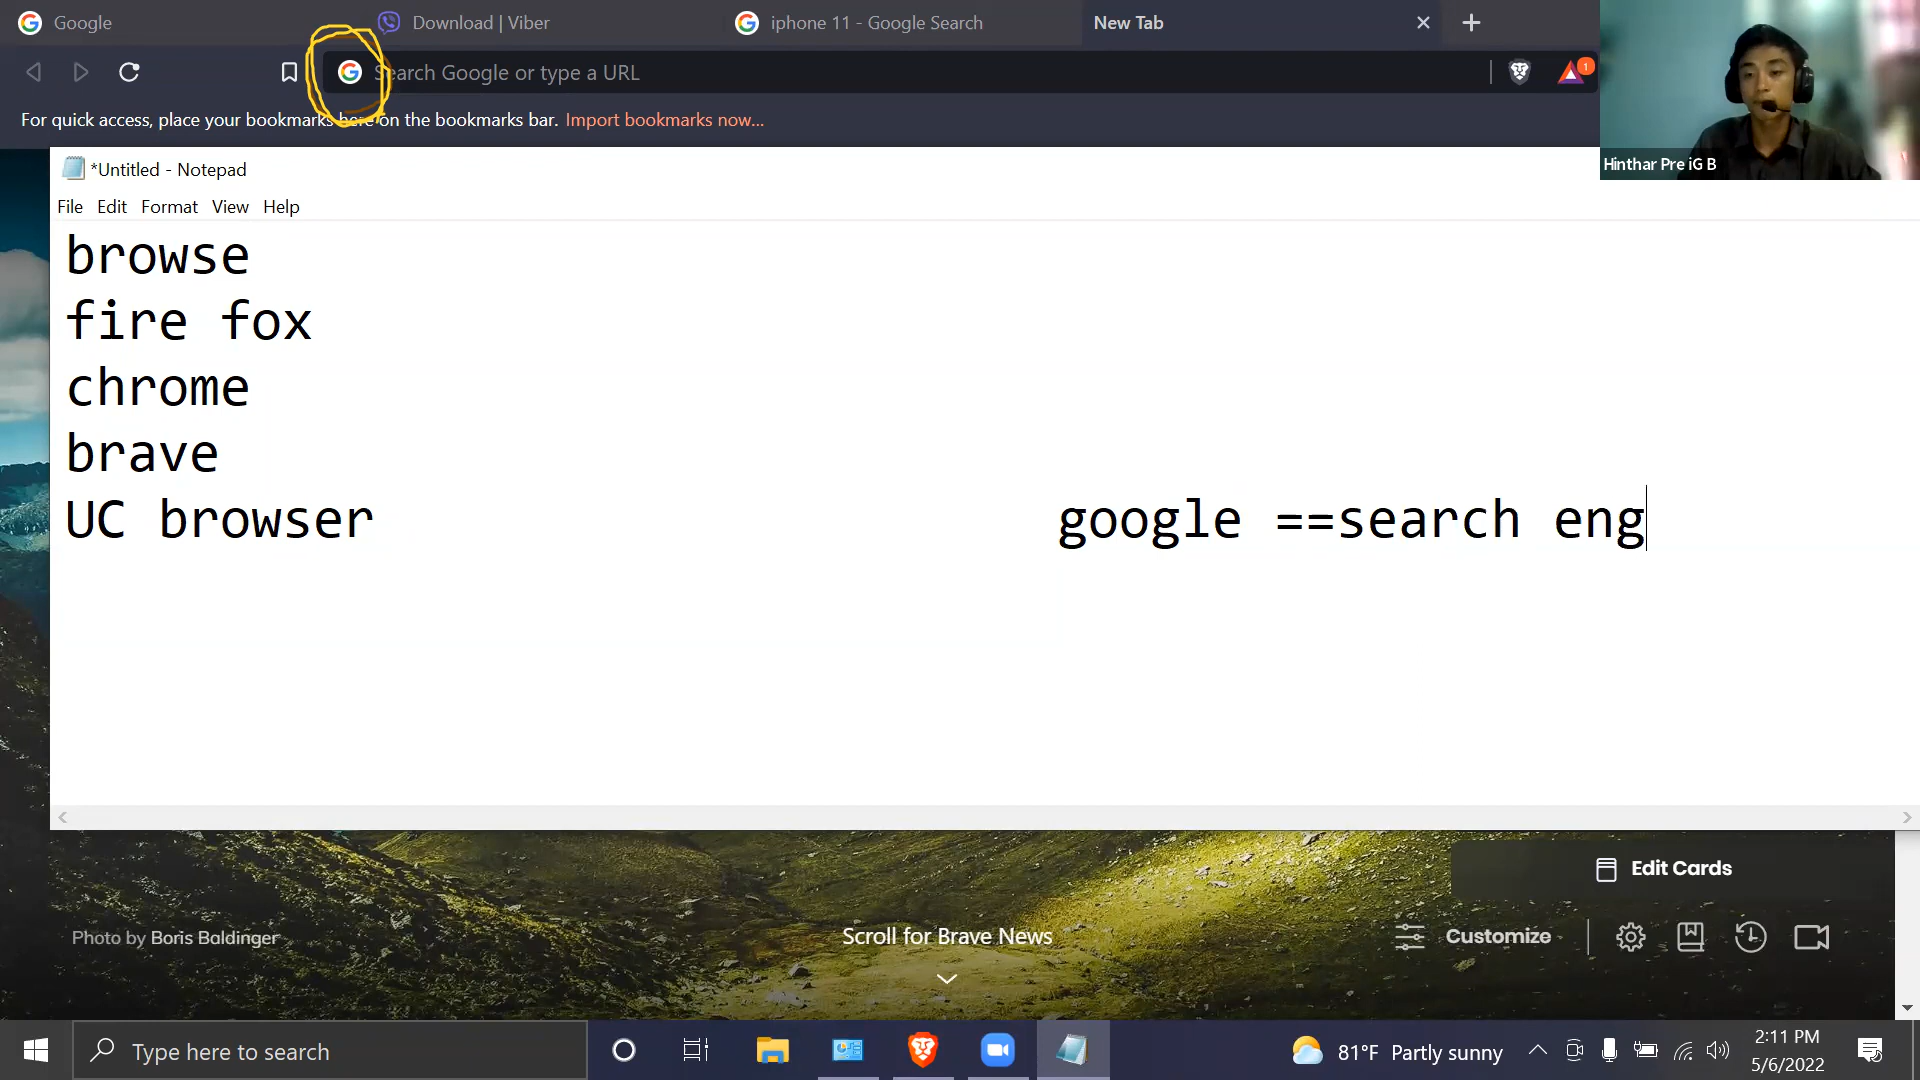 Google
Download | Viber
iphone 11 - Google Search
New Tab
Search Google or type a URL
1
For quick access, place your bookmarks here on the bookmarks bar. Import bookmarks now...
Hinthar Pre iG B
*Untitled - Notepad
File Edit Format View Help
browse
fire fox
chrome
brave
UC browser
google ==search eng
Edit Cards
Photo by Boris Baldinger
Scroll for Brave News
Customize
Type here to search
81°F Partly sunny
2:11 PM
5/6/2022